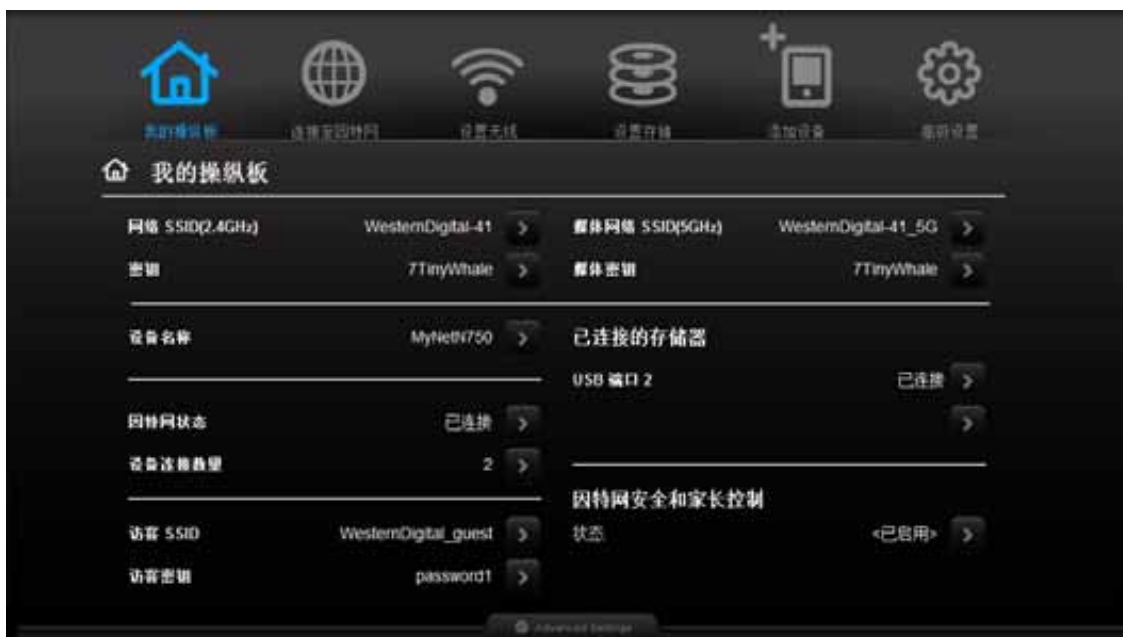 我的操纵板 连接至因特网 设置无线 设置存储 添加设备 临听设置
我的操纵板
网络 SSID(2.4GHz) WesternDigital-41
密钥 7TinyWhale
媒体网络 SSID(5GHz) WesternDigital-41_5G
媒体密钥 7TinyWhale
设备名称 MyNetN750
因特网状态 已连接
设备连接数量 2
访客 SSID WesternDigital_guest
访客密钥 password1
已连接的存储器
USB 端口 2 已连接
因特网安全和家长控制
状态 <已启用>
Advanced Settings